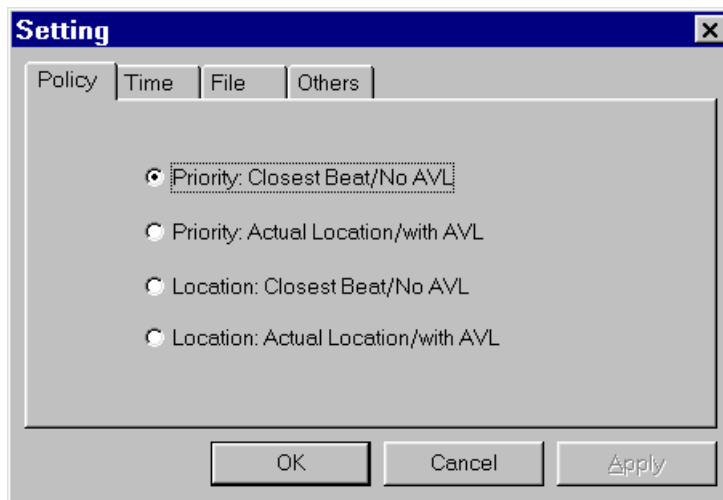 Setting
Policy Time File Others
Priority: Closest Beat/No AVL
Priority: Actual Location/with AVL
Location: Closest Beat/No AVL
Location: Actual Location/with AVL
OK Cancel Apply